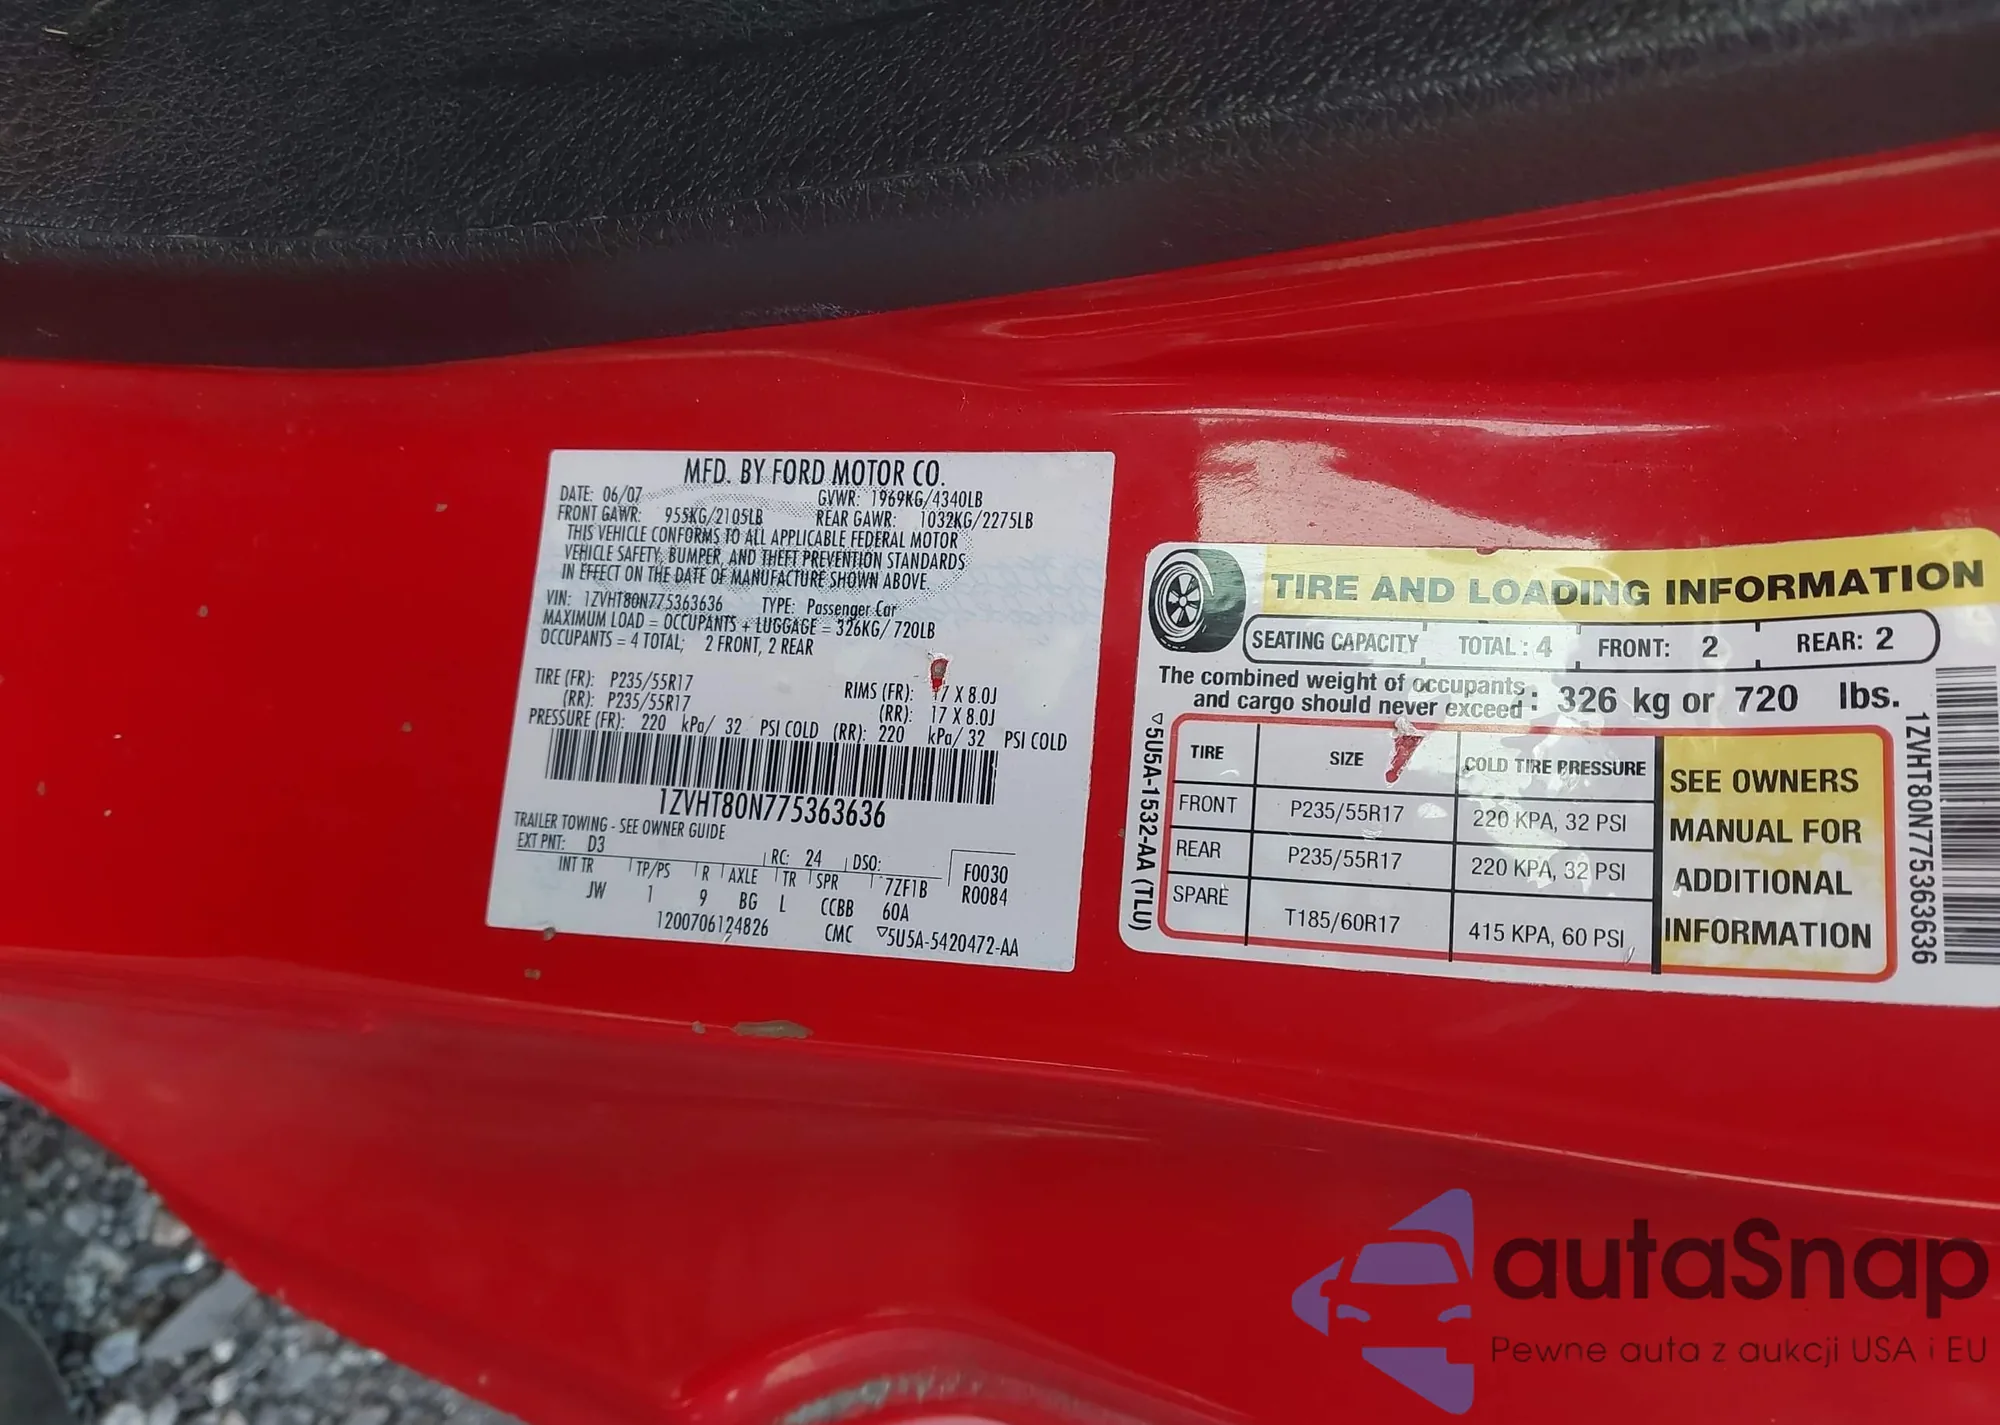 MFD. BY FORD MOTOR CO.
DATE: 06/07 GVWR: 1969KG/4340LB
FRONT GAWR: 955KG/2105LB REAR GAWR: 1032KG/2275LB
THIS VEHICLE CONFORMS TO ALL APPLICABLE FEDERAL MOTOR
VEHICLE SAFETY, BUMPER, AND THEFT PREVENTION STANDARDS
IN EFFECT ON THE DATE OF MANUFACTURE SHOWN ABOVE.
VIN: 1ZVHT80N775363636 TYPE: Passenger Car
MAXIMUM LOAD = OCCUPANTS + LUGGAGE = 326KG/ 720LB
OCCUPANTS = 4 TOTAL; 2 FRONT, 2 REAR
TIRE (FR): P235/55R17 RIMS (FR): 17 X 8.0J
(RR): P235/55R17 (RR): 17 X 8.0J
PRESSURE (FR): 220 kPa/ 32 PSI COLD (RR): 220 kPa/ 32 PSI COLD
1ZVHT80N775363636
TRAILER TOWING - SEE OWNER GUIDE
EXT PNT: D3 RC: 24 DSO: F0030
INT TR TP/PS R AXLE TR SPR 7ZF1B R0084
JW 1 9 BG L CCBB 60A
1200706124826 CMC ▽5U5A-5420472-AA
TIRE AND LOADING INFORMATION
SEATING CAPACITY TOTAL : 4 FRONT: 2 REAR: 2
The combined weight of occupants
and cargo should never exceed : 326 kg or 720 lbs.
TIRE SIZE COLD TIRE PRESSURE
FRONT P235/55R17 220 KPA, 32 PSI
REAR P235/55R17 220 KPA, 32 PSI
SPARE T185/60R17 415 KPA, 60 PSI
SEE OWNERS
MANUAL FOR
ADDITIONAL
INFORMATION
▽5U5A-1532-AA (TLU)
1ZVHT80N775363636
autaSnap
Pewne auta z aukcji USA i EU